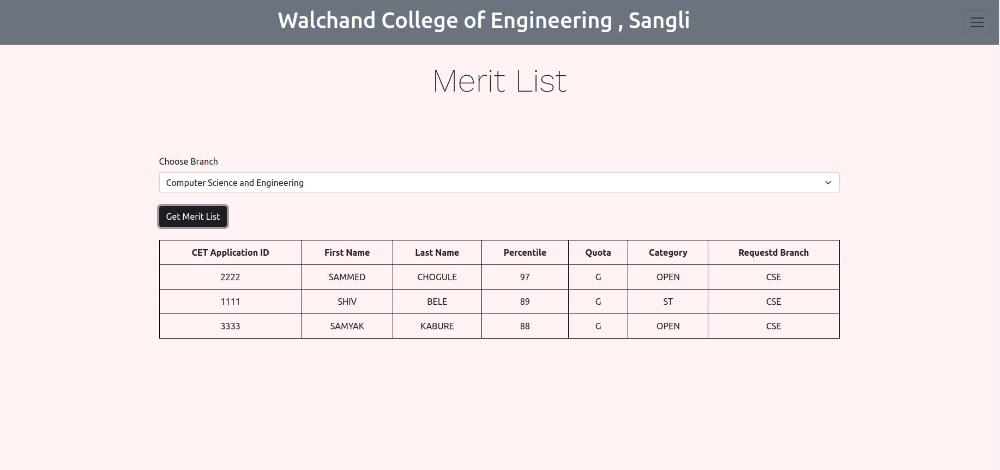 Walchand College of Engineering , Sangli
Merit List
Choose Branch
Computer Science and Engineering
Get Merit List
CET Application ID First Name Last Name Percentile Quota Category Requestd Branch
2222 SAMMED CHOGULE 97 G OPEN CSE
1111 SHIV BELE 89 G ST CSE
3333 SAMYAK KABURE 88 G OPEN CSE